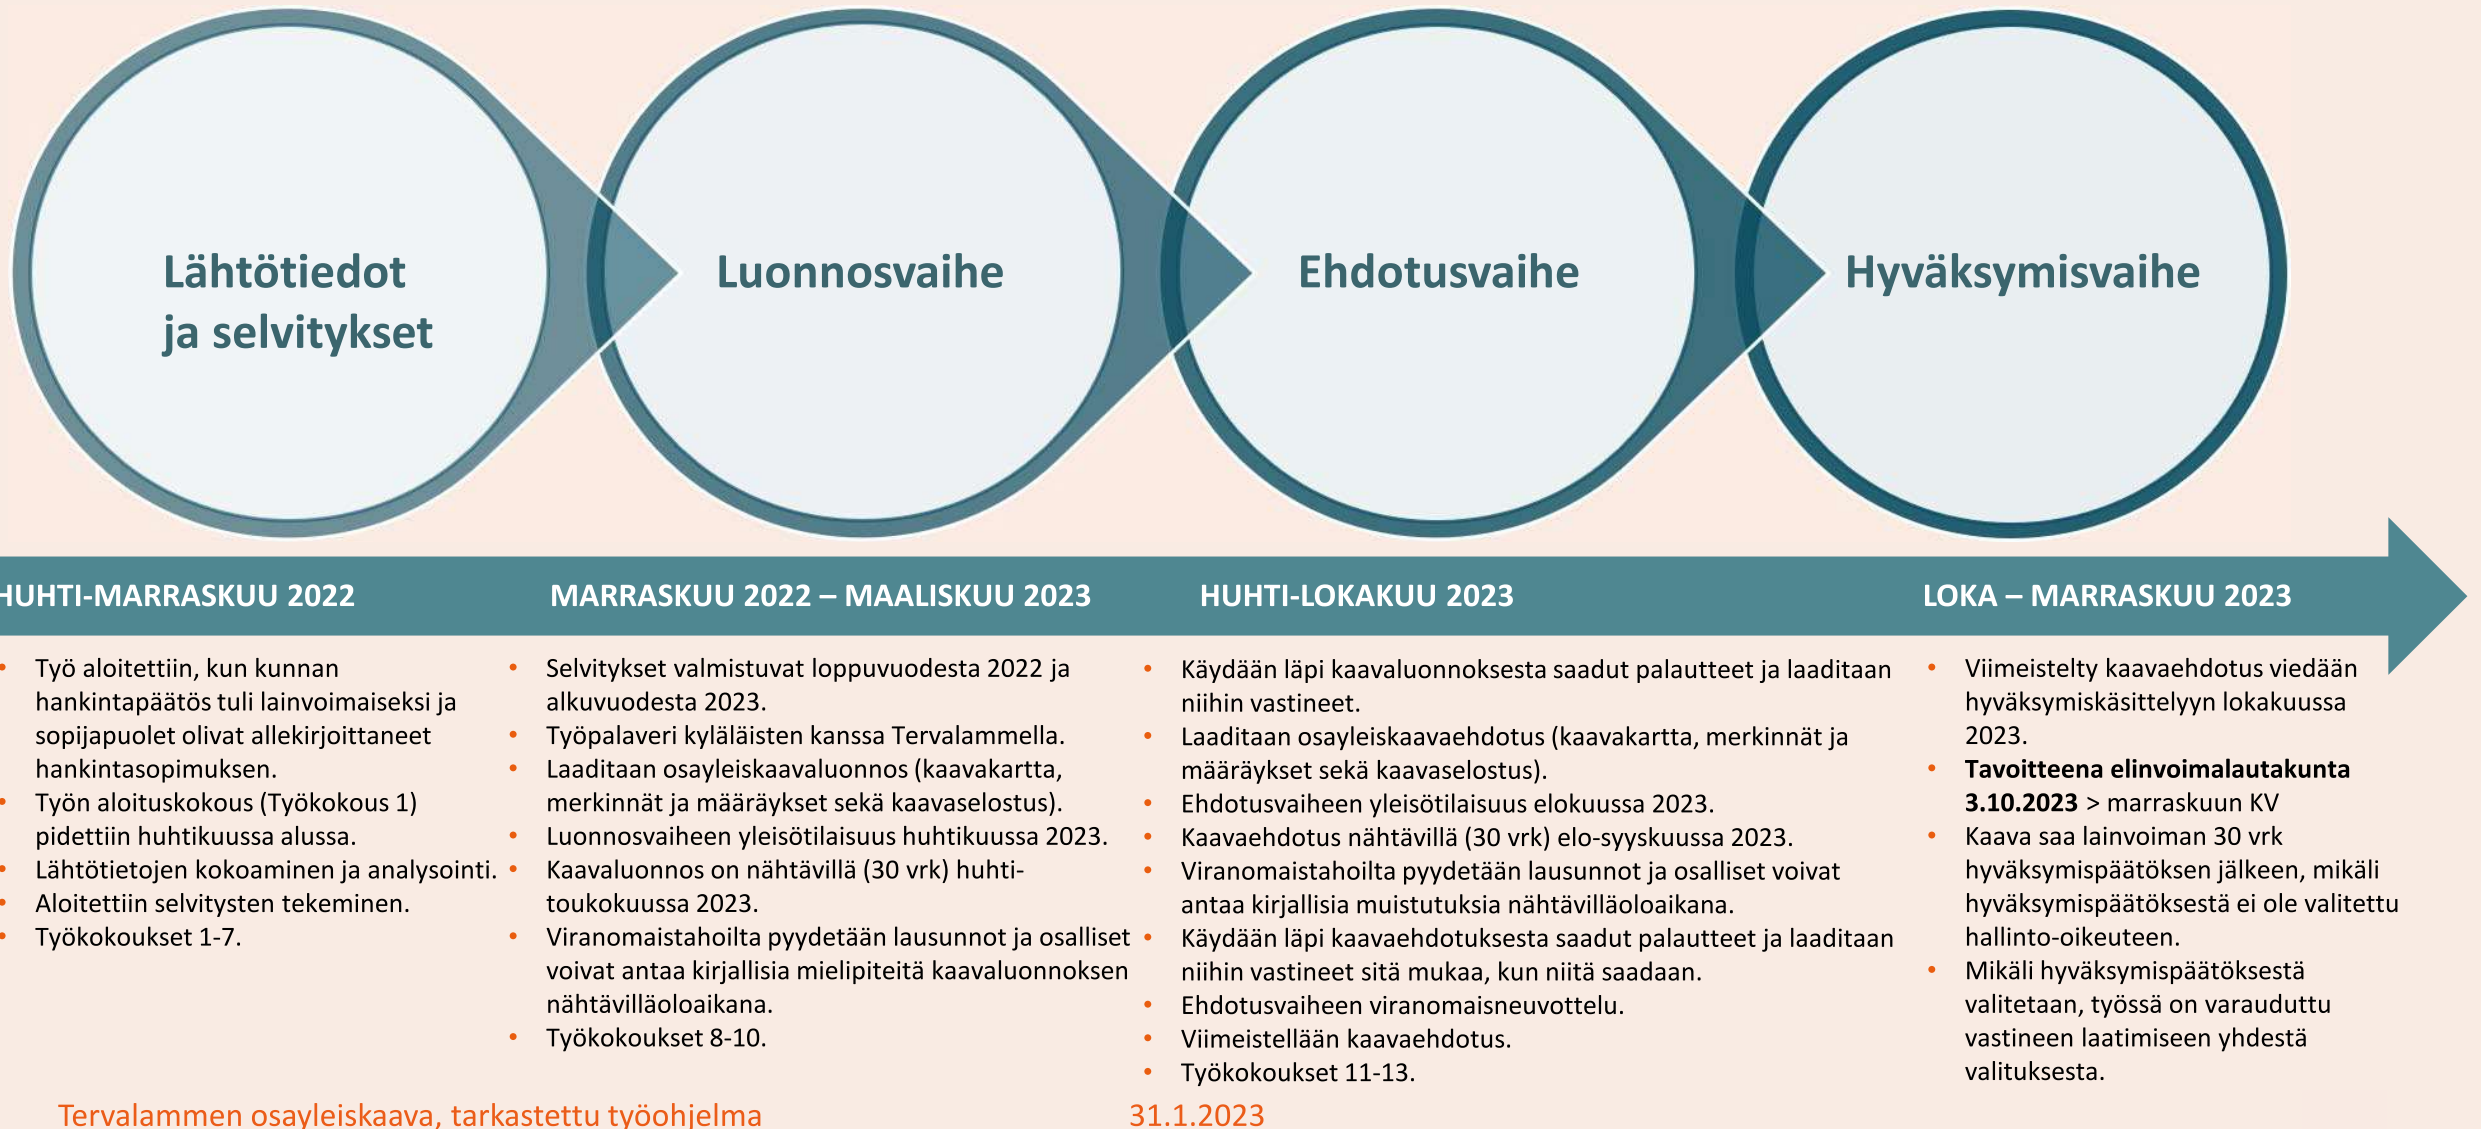 Lähtötiedot
ja selvitykset
Luonnosvaihe
Ehdotusvaihe
Hyväksymisvaihe
HUHTI-MARRASKUU 2022
MARRASKUU 2022 – MAALISKUU 2023
HUHTI-LOKAKUU 2023
LOKA – MARRASKUU 2023
• Työ aloitettiin, kun kunnan
hankintapäätös tuli lainvoimaiseksi ja
sopijapuolet olivat allekirjoittaneet
hankintasopimuksen.
• Työn aloituskokous (Työkokous 1)
pidettiin huhtikuussa alussa.
• Lähtötietojen kokoaminen ja analysointi.
• Aloitettiin selvitysten tekeminen.
• Työkokoukset 1-7.
• Selvitykset valmistuvat loppuvuodesta 2022 ja
alkuvuodesta 2023.
• Työpalaveri kyläläisten kanssa Tervalammella.
• Laaditaan osayleiskaavaluonnos (kaavakartta,
merkinnät ja määräykset sekä kaavaselostus).
• Luonnosvaiheen yleisötilaisuus huhtikuussa 2023.
• Kaavaluonnos on nähtävillä (30 vrk) huhti-
toukokuussa 2023.
• Viranomaistahoilta pyydetään lausunnot ja osalliset
voivat antaa kirjallisia mielipiteitä kaavaluonnoksen
nähtävilläoloaikana.
• Työkokoukset 8-10.
• Käydään läpi kaavaluonnoksesta saadut palautteet ja laaditaan
niihin vastineet.
• Laaditaan osayleiskaavaehdotus (kaavakartta, merkinnät ja
määräykset sekä kaavaselostus).
• Ehdotusvaiheen yleisötilaisuus elokuussa 2023.
• Kaavaehdotus nähtävillä (30 vrk) elo-syyskuussa 2023.
• Viranomaistahoilta pyydetään lausunnot ja osalliset voivat
antaa kirjallisia muistutuksia nähtävilläoloaikana.
• Käydään läpi kaavaehdotuksesta saadut palautteet ja laaditaan
niihin vastineet sitä mukaa, kun niitä saadaan.
• Ehdotusvaiheen viranomaisneuvottelu.
• Viimeistellään kaavaehdotus.
• Työkokoukset 11-13.
• Viimeistelty kaavaehdotus viedään
hyväksymiskäsittelyyn lokakuussa
2023.
• Tavoitteena elinvoimalautakunta
3.10.2023 > marraskuun KV
• Kaava saa lainvoiman 30 vrk
hyväksymispäätöksen jälkeen, mikäli
hyväksymispäätöksestä ei ole valitettu
hallinto-oikeuteen.
• Mikäli hyväksymispäätöksestä
valitetaan, työssä on varauduttu
vastineen laatimiseen yhdestä
valituksesta.
Tervalammen osayleiskaava, tarkastettu työohjelma
31.1.2023